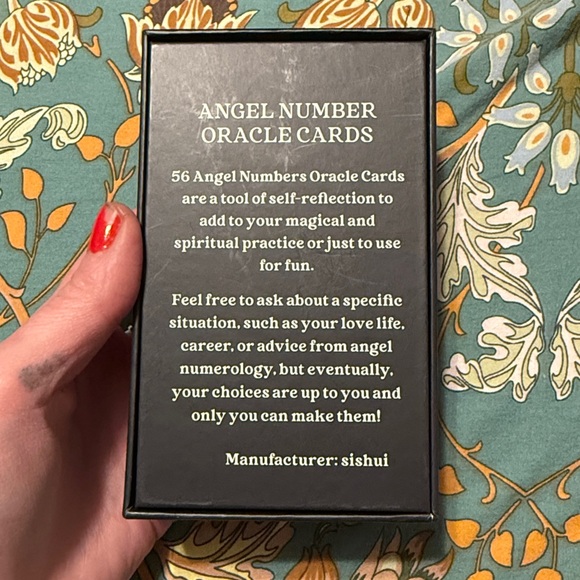 ANGEL NUMBER
ORACLE CARDS
56 Angel Numbers Oracle Cards
are a tool of self-reflection to
add to your magical and
spiritual practice or just to use
for fun.
Feel free to ask about a specific
situation, such as your love life,
career, or advice from angel
numerology, but eventually,
your choices are up to you and
only you can make them!
Manufacturer: sishui